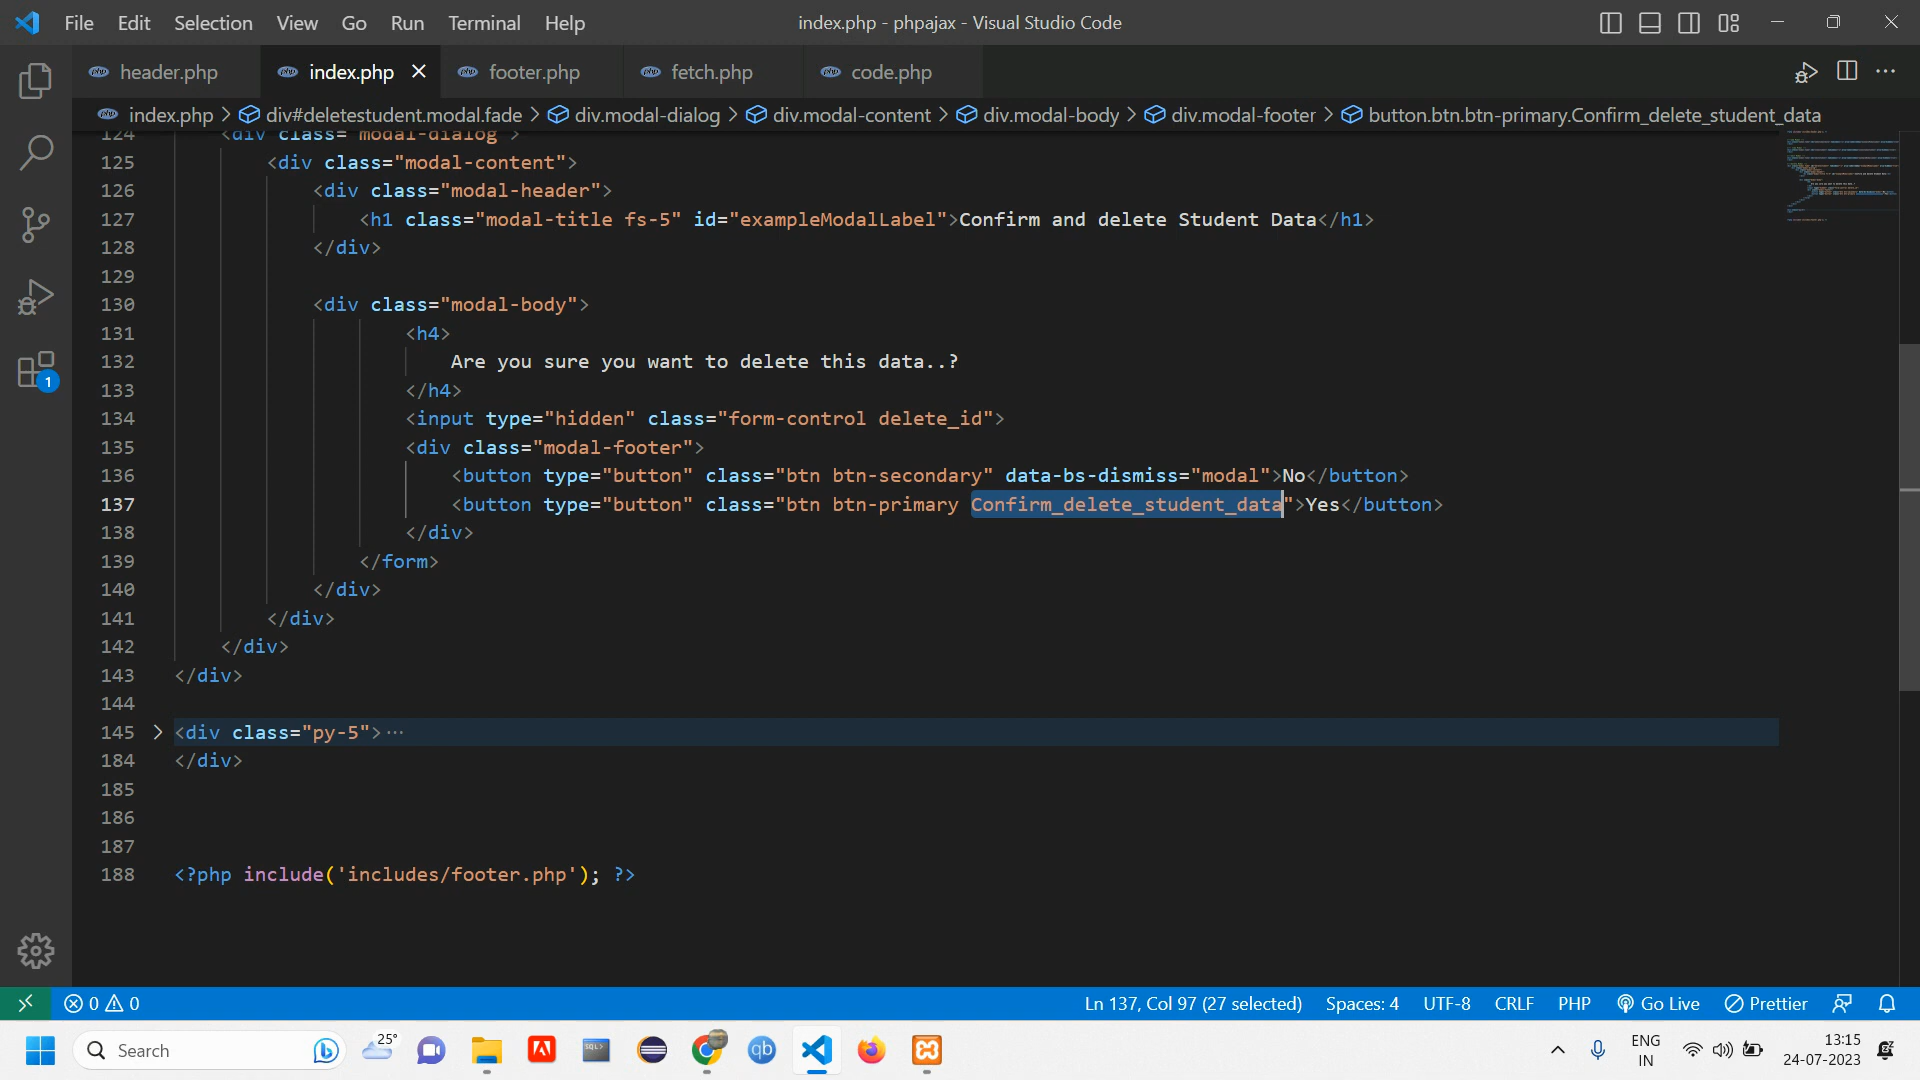 File Edit Selection View Go Run Terminal Help
index.php - phpajax - Visual Studio Code
header.php
index.php
footer.php
fetch.php
code.php
index.php > div#deletestudent.modal.fade > div.modal-dialog > div.modal-content > div.modal-body > div.modal-footer > button.btn.btn-primary.Confirm_delete_student_data
124 <div class="modal-dialog">
125 <div class="modal-content">
126 <div class="modal-header">
127 <h1 class="modal-title fs-5" id="exampleModalLabel">Confirm and delete Student Data</h1>
128 </div>
129
130 <div class="modal-body">
131 <h4>
132 Are you sure you want to delete this data..?
133 </h4>
134 <input type="hidden" class="form-control delete_id">
135 <div class="modal-footer">
136 <button type="button" class="btn btn-secondary" data-bs-dismiss="modal">No</button>
137 <button type="button" class="btn btn-primary Confirm_delete_student_data">Yes</button>
138 </div>
139 </form>
140 </div>
141 </div>
142 </div>
143 </div>
144
145 <div class="py-5">...
184 </div>
185
186
187
188 <?php include('includes/footer.php'); ?>
1
0 0
Ln 137, Col 97 (27 selected) Spaces: 4 UTF-8 CRLF PHP Go Live Prettier
Search
25°
SQL>
qb
ENG
IN
13:15
24-07-2023